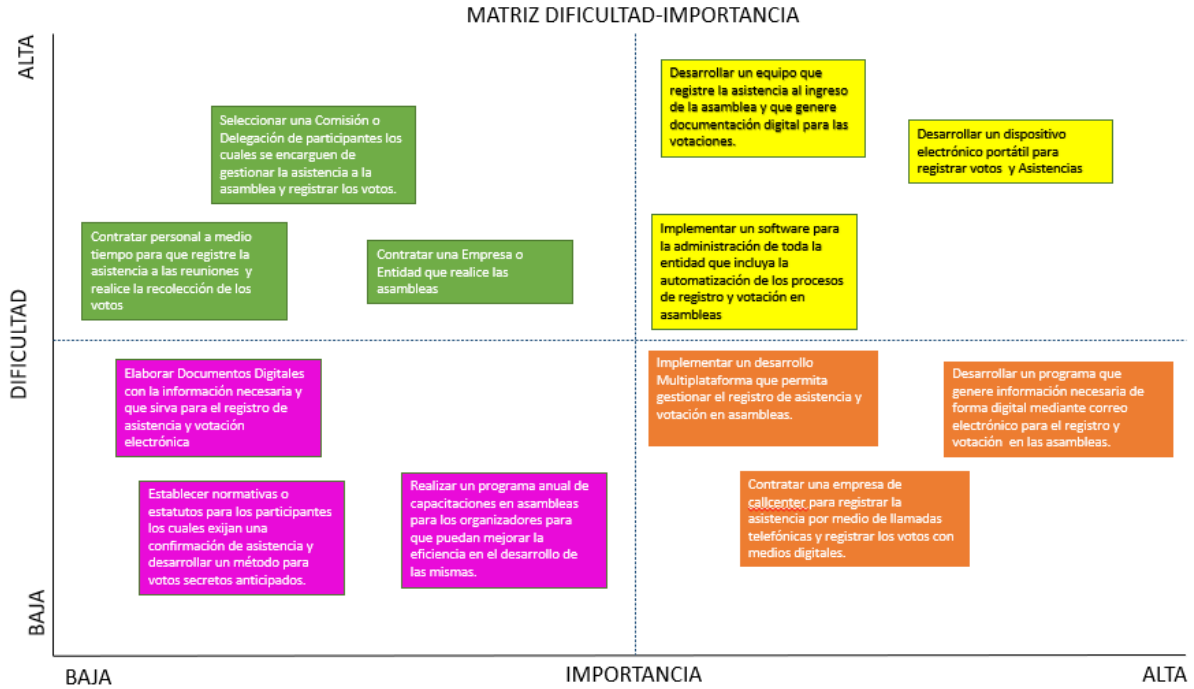 MATRIZ DIFICULTAD-IMPORTANCIA
ALTA
DIFICULTAD
BAJA
Seleccionar una Comisión o
Delegación de participantes los
cuales se encarguen de
gestionar la asistencia a la
asamblea y registrar los votos.
Contratar personal a medio
tiempo para que registre la
asistencia a las reuniones y
realice la recolección de los
votos
Contratar una Empresa o
Entidad que realice las
asambleas
Desarrollar un equipo que
registre la asistencia al ingreso
de la asamblea y que genere
documentación digital para las
votaciones.
Desarrollar un dispositivo
electrónico portátil para
registrar votos y Asistencias
Implementar un software para
la administración de toda la
entidad que incluya la
automatización de los procesos
de registro y votación en
asambleas
Elaborar Documentos Digitales
con la información necesaria y
que sirva para el registro de
asistencia y votación
electrónica
Establecer normativas o
estatutos para los participantes
los cuales exijan una
confirmación de asistencia y
desarrollar un método para
votos secretos anticipados.
Realizar un programa anual de
capacitaciones en asambleas
para los organizadores para
que puedan mejorar la
eficiencia en el desarrollo de
las mismas.
Implementar un desarrollo
Multiplataforma que permita
gestionar el registro de asistencia y
votación en asambleas.
Desarrollar un programa que
genere información necesaria de
forma digital mediante correo
electrónico para el registro y
votación en las asambleas.
Contratar una empresa de
callcenter para registrar la
asistencia por medio de llamadas
telefónicas y registrar los votos con
medios digitales.
BAJA
IMPORTANCIA
ALTA